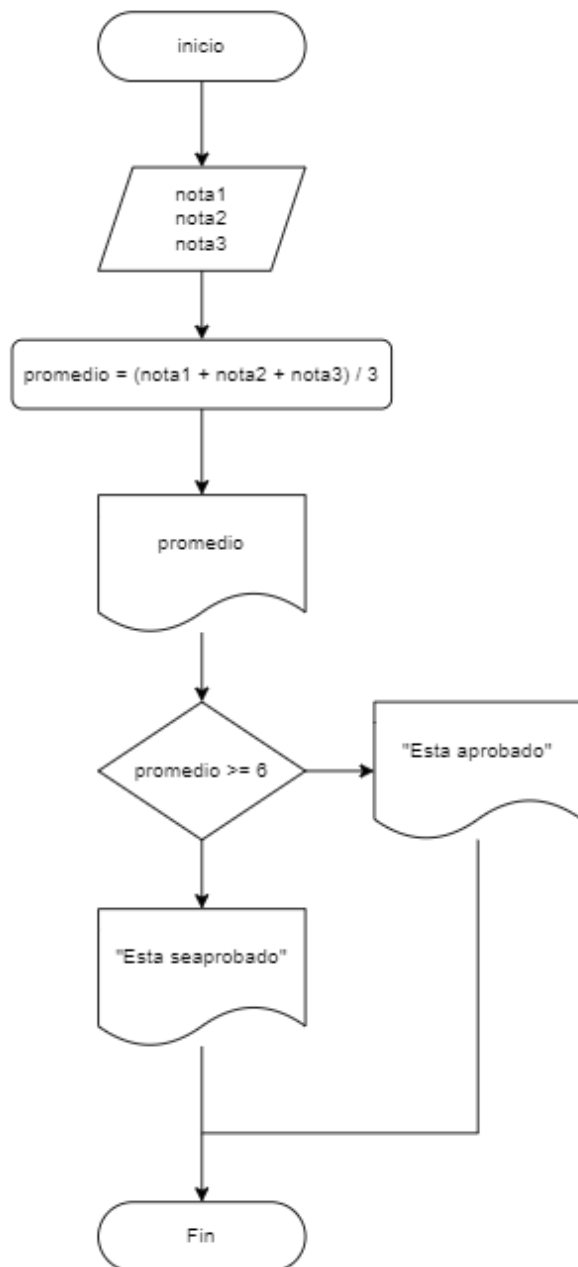 inicio
nota1
nota2
nota3
promedio = (nota1 + nota2 + nota3) / 3
promedio
promedio >= 6
"Esta aprobado"
"Esta seaprobado"
Fin